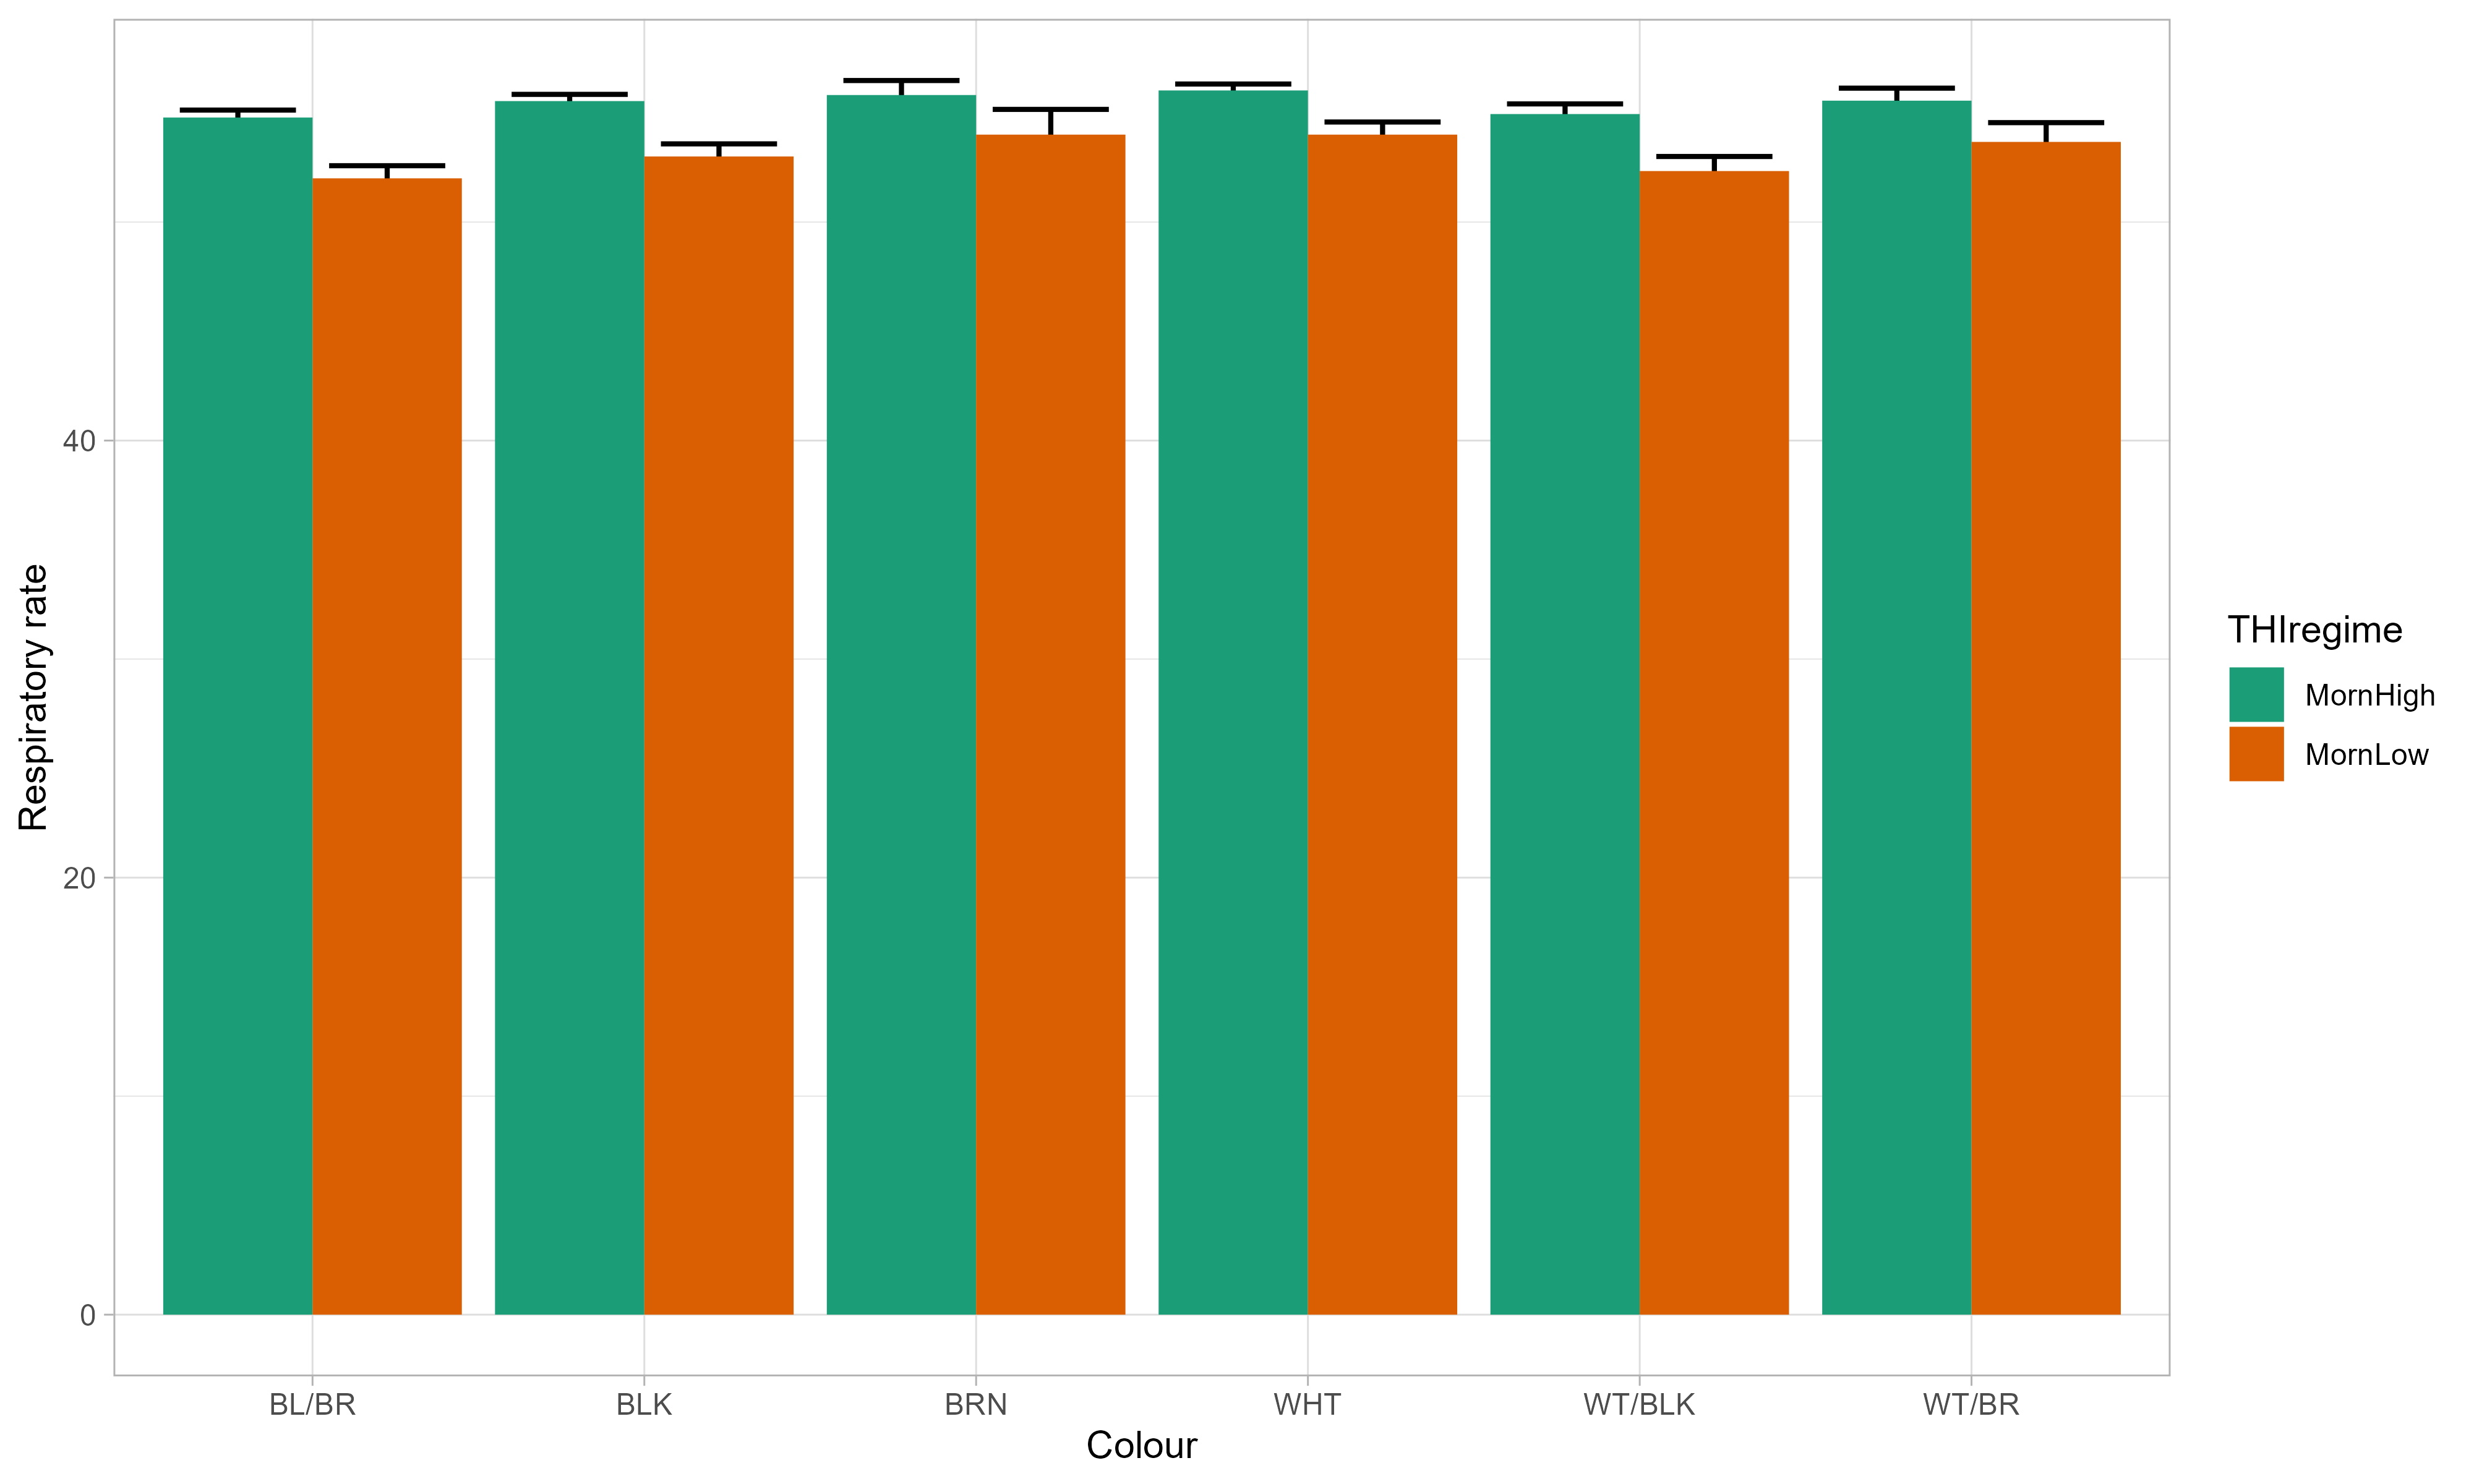 Respiratory rate
40
20
0
BL/BR
BLK
BRN
WHT
WT/BLK
WT/BR
Colour
THIregime
MornHigh
MornLow